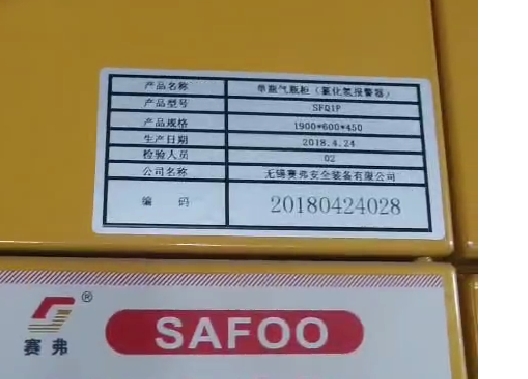 产品名称 单瓶气瓶柜（氯化氢报警器）
产品型号 SFQ1P
产品规格 1900*600*450
生产日期 2018.4.24
检验人员 02
公司名称 无锡赛弗安全装备有限公司
编 码 20180424028
赛弗 ®
SAFOO